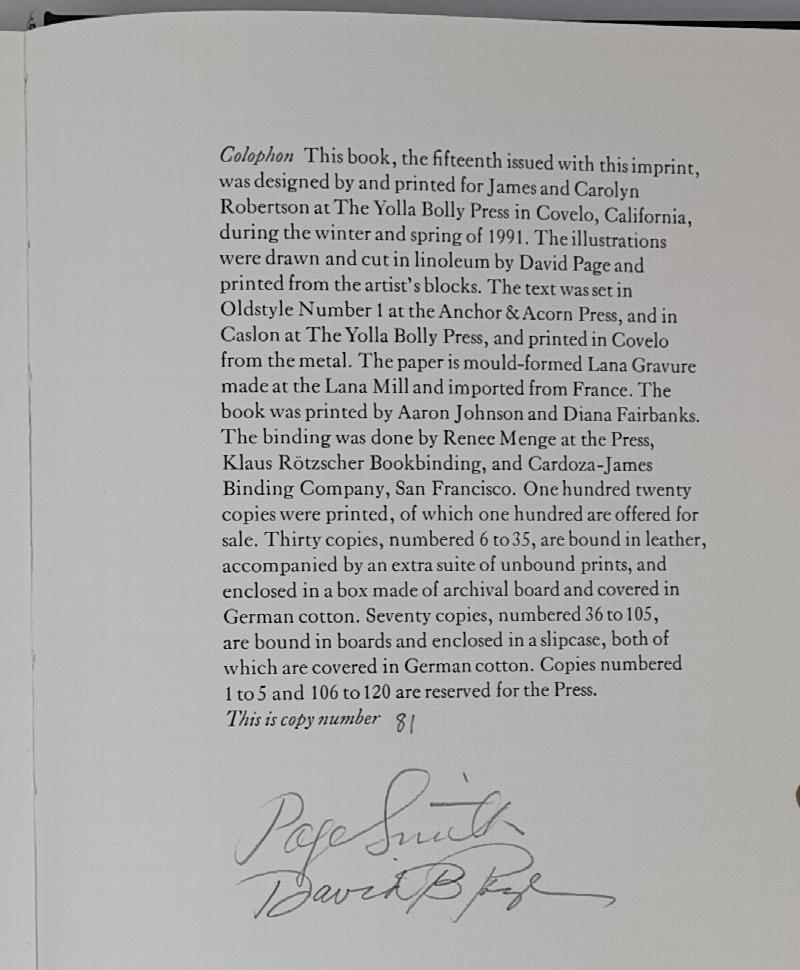 Colophon This book, the fifteenth issued with this imprint,
was designed by and printed for James and Carolyn
Robertson at The Yolla Bolly Press in Covelo, California,
during the winter and spring of 1991. The illustrations
were drawn and cut in linoleum by David Page and
printed from the artist's blocks. The text was set in
Oldstyle Number 1 at the Anchor & Acorn Press, and in
Caslon at The Yolla Bolly Press, and printed in Covelo
from the metal. The paper is mould-formed Lana Gravure
made at the Lana Mill and imported from France. The
book was printed by Aaron Johnson and Diana Fairbanks.
The binding was done by Renee Menge at the Press,
Klaus Rötzscher Bookbinding, and Cardoza-James
Binding Company, San Francisco. One hundred twenty
copies were printed, of which one hundred are offered for
sale. Thirty copies, numbered 6 to 35, are bound in leather,
accompanied by an extra suite of unbound prints, and
enclosed in a box made of archival board and covered in
German cotton. Seventy copies, numbered 36 to 105,
are bound in boards and enclosed in a slipcase, both of
which are covered in German cotton. Copies numbered
1 to 5 and 106 to 120 are reserved for the Press.
This is copy number 81
Page Smith
David B Page